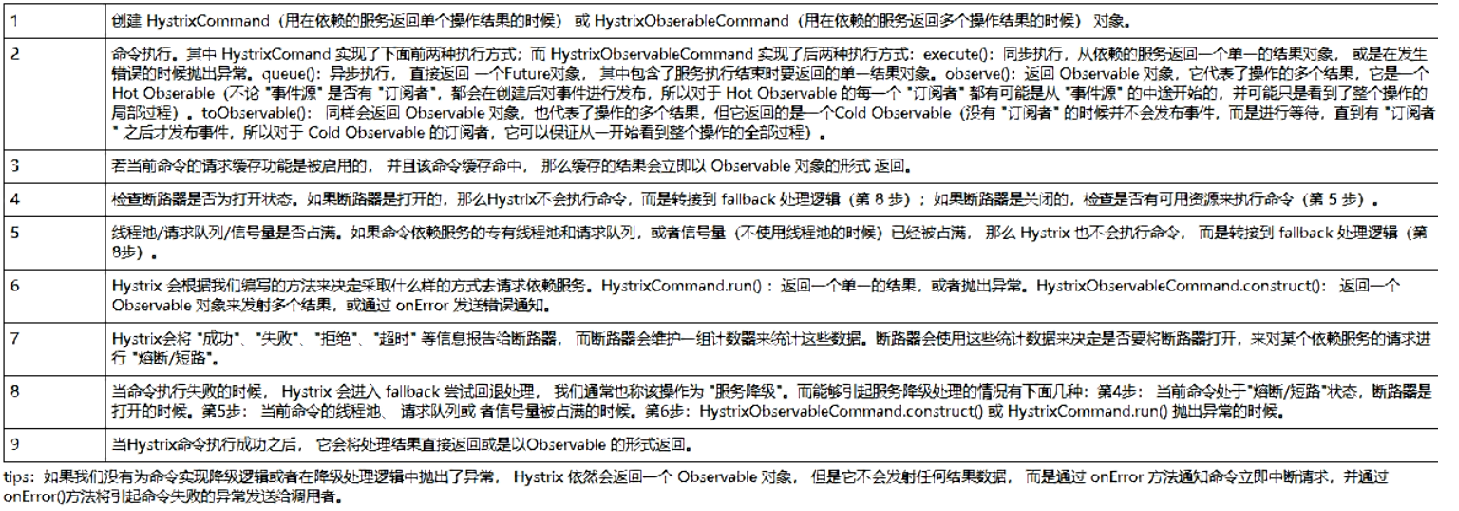 1 创建 HystrixCommand（用在依赖的服务返回单个操作结果的时候） 或 HystrixObserableCommand（用在依赖的服务返回多个操作结果的时候） 对象。
2 命令执行。其中 HystrixComand 实现了下面前两种执行方式；而 HystrixObservableCommand 实现了后两种执行方式：execute()：同步执行，从依赖的服务返回一个单一的结果对象， 或是在发生
错误的时候抛出异常。queue()：异步执行， 直接返回 一个Future对象， 其中包含了服务执行结束时要返回的单一结果对象。observe()：返回 Observable 对象，它代表了操作的多个结果，它是一个
Hot Obserable（不论 "事件源" 是否有 "订阅者"，都会在创建后对事件进行发布，所以对于 Hot Observable 的每一个 "订阅者" 都有可能是从 "事件源" 的中途开始的，并可能只是看到了整个操作的
局部过程）。toObservable()： 同样会返回 Observable 对象，也代表了操作的多个结果，但它返回的是一个Cold Observable（没有 "订阅者" 的时候并不会发布事件，而是进行等待，直到有 "订阅者
" 之后才发布事件，所以对于 Cold Observable 的订阅者，它可以保证从一开始看到整个操作的全部过程）。
3 若当前命令的请求缓存功能是被启用的， 并且该命令缓存命中， 那么缓存的结果会立即以 Observable 对象的形式 返回。
4 检查断路器是否为打开状态。如果断路器是打开的，那么Hystrix不会执行命令，而是转接到 fallback 处理逻辑（第 8 步）；如果断路器是关闭的，检查是否有可用资源来执行命令（第 5 步）。
5 线程池/请求队列/信号量是否占满。如果命令依赖服务的专有线程池和请求队列，或者信号量（不使用线程池的时候）已经被占满， 那么 Hystrix 也不会执行命令， 而是转接到 fallback 处理逻辑（第
8步）。
6 Hystrix 会根据我们编写的方法来决定采取什么样的方式去请求依赖服务。HystrixCommand.run() ：返回一个单一的结果，或者抛出异常。HystrixObservableCommand.construct()： 返回一个
Observable 对象来发射多个结果，或通过 onError 发送错误通知。
7 Hystrix会将 "成功"、"失败"、"拒绝"、"超时" 等信息报告给断路器， 而断路器会维护一组计数器来统计这些数据。断路器会使用这些统计数据来决定是否要将断路器打开，来对某个依赖服务的请求进
行 "熔断/短路"。
8 当命令执行失败的时候， Hystrix 会进入 fallback 尝试回退处理， 我们通常也称该操作为 "服务降级"。而能够引起服务降级处理的情况有下面几种：第4步： 当前命令处于"熔断/短路"状态，断路器是
打开的时候。第5步： 当前命令的线程池、 请求队列或 者信号量被占满的时候。第6步：HystrixObservableCommand.construct() 或 HystrixCommand.run() 抛出异常的时候。
9 当Hystrix命令执行成功之后， 它会将处理结果直接返回或是以Observable 的形式返回。
tips：如果我们没有为命令实现降级逻辑或者在降级处理逻辑中抛出了异常， Hystrix 依然会返回一个 Observable 对象， 但是它不会发射任何结果数据， 而是通过 onError 方法通知命令立即中断请求，并通过
onError()方法将引起命令失败的异常发送给调用者。